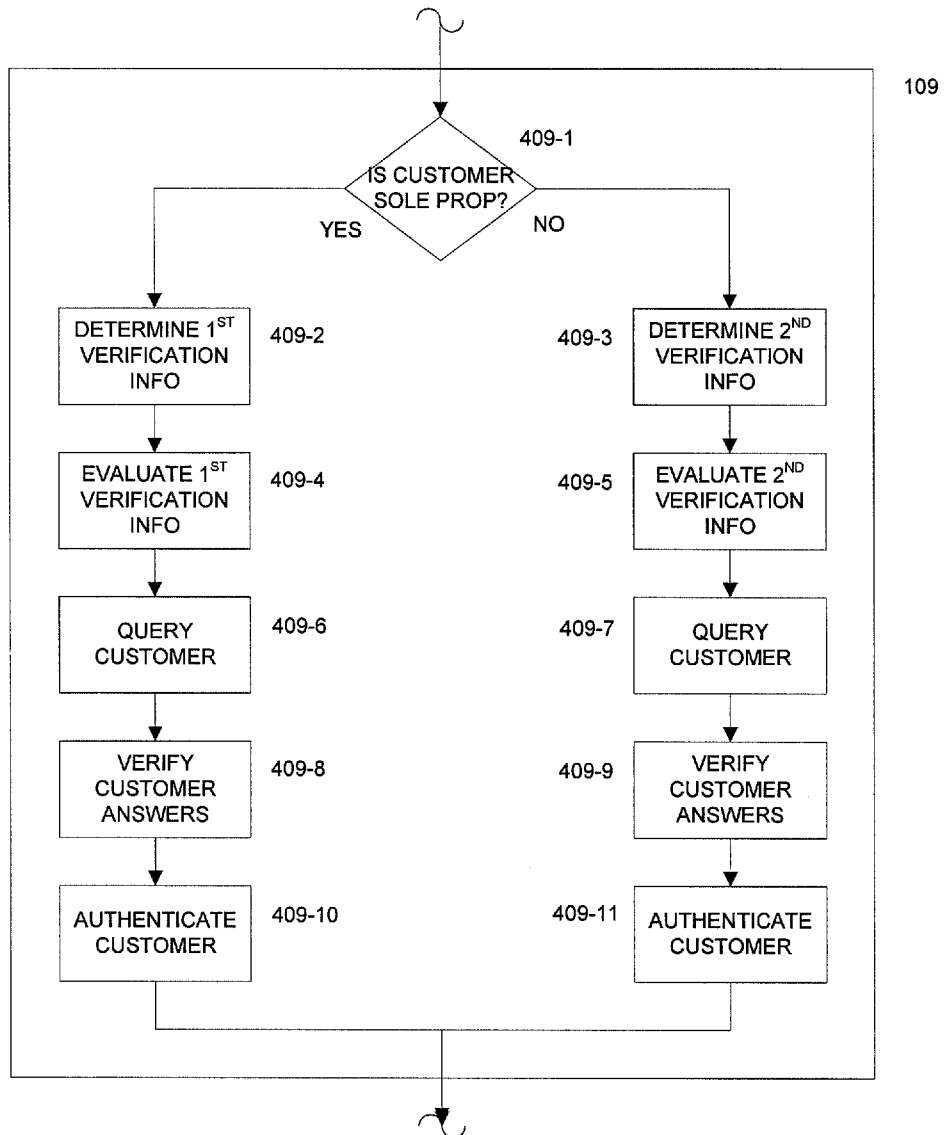 109
409-1
IS CUSTOMER
SOLE PROP?
YES
NO
DETERMINE 1ST
VERIFICATION
INFO
409-2
409-3
DETERMINE 2ND
VERIFICATION
INFO
EVALUATE 1ST
VERIFICATION
INFO
409-4
409-5
EVALUATE 2ND
VERIFICATION
INFO
QUERY
CUSTOMER
409-6
409-7
QUERY
CUSTOMER
VERIFY
CUSTOMER
ANSWERS
409-8
409-9
VERIFY
CUSTOMER
ANSWERS
AUTHENTICATE
CUSTOMER
409-10
409-11
AUTHENTICATE
CUSTOMER